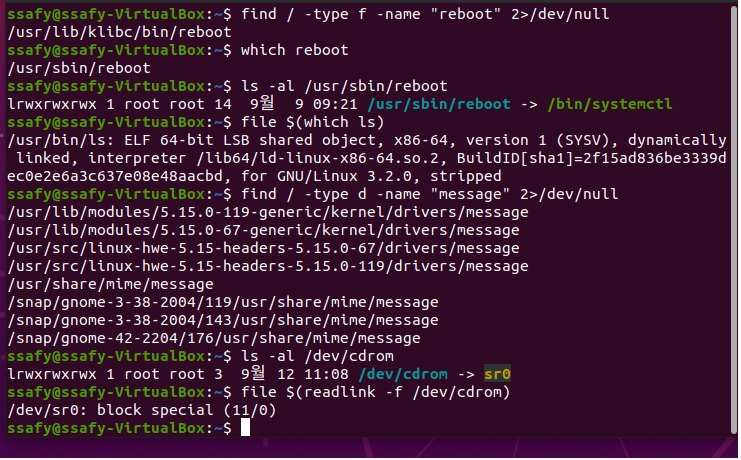 ssafy@ssafy-VirtualBox:~$ find / -type f -name "reboot" 2>/dev/null
/usr/lib/klibc/bin/reboot
ssafy@ssafy-VirtualBox:~$ which reboot
/usr/sbin/reboot
ssafy@ssafy-VirtualBox:~$ ls -al /usr/sbin/reboot
lrwxrwxrwx 1 root root 14  9월  9 09:21 /usr/sbin/reboot -> /bin/systemctl
ssafy@ssafy-VirtualBox:~$ file $(which ls)
/usr/bin/ls: ELF 64-bit LSB shared object, x86-64, version 1 (SYSV), dynamically
 linked, interpreter /lib64/ld-linux-x86-64.so.2, BuildID[sha1]=2f15ad836be3339d
ec0e2e6a3c637e08e48aacbd, for GNU/Linux 3.2.0, stripped
ssafy@ssafy-VirtualBox:~$ find / -type d -name "message" 2>/dev/null
/usr/lib/modules/5.15.0-119-generic/kernel/drivers/message
/usr/lib/modules/5.15.0-67-generic/kernel/drivers/message
/usr/src/linux-hwe-5.15-headers-5.15.0-67/drivers/message
/usr/src/linux-hwe-5.15-headers-5.15.0-119/drivers/message
/usr/share/mime/message
/snap/gnome-3-38-2004/119/usr/share/mime/message
/snap/gnome-3-38-2004/143/usr/share/mime/message
/snap/gnome-42-2204/176/usr/share/mime/message
ssafy@ssafy-VirtualBox:~$ ls -al /dev/cdrom
lrwxrwxrwx 1 root root 3  9월 12 11:08 /dev/cdrom -> sr0
ssafy@ssafy-VirtualBox:~$ file $(readlink -f /dev/cdrom)
/dev/sr0: block special (11/0)
ssafy@ssafy-VirtualBox:~$